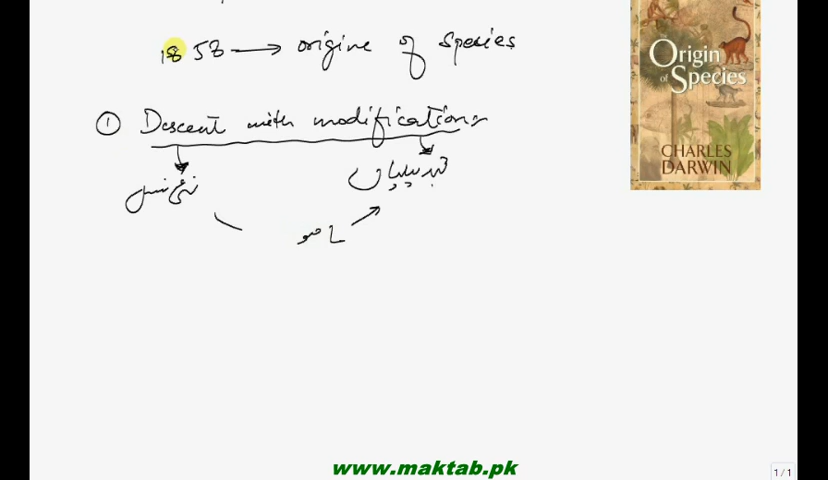 1858 → origine of Species
① Descent with modifications
نئی نسل تبدیلیاں
Origin
of Species
CHARLES
DARWIN
www.maktab.pk
1/1